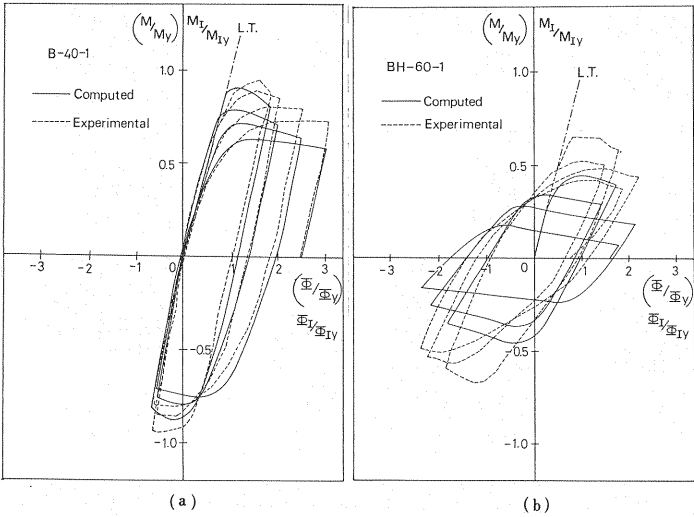 (M/My) MI/MIy
L.T.
B-40-1
Computed
Experimental
1.0
0.5
-3 -2 -1 0 1 2 3
(Φ/Φy)
ΦI/ΦIy
-0.5
-1.0
(a)
(M/My) MI/MIy
1.0
L.T.
BH-60-1
Computed
Experimental
0.5
-3 -2 -1 0 1 2 3
(Φ/Φy)
ΦI/ΦIy
-0.5
-1.0
(b)